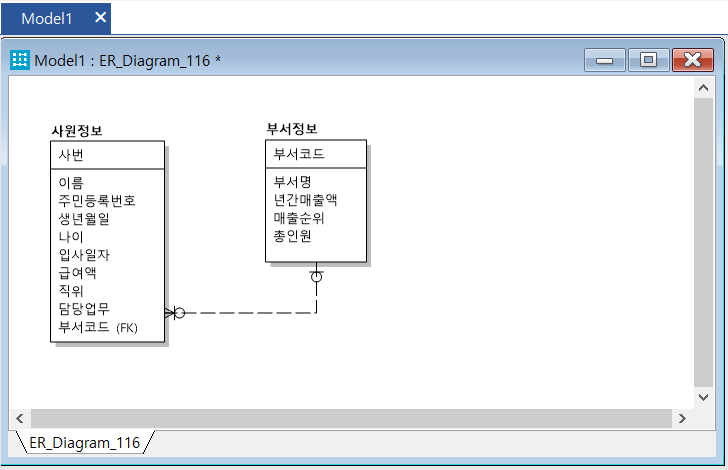 Model1
Model1 : ER_Diagram_116 *
사원정보
사번
이름
주민등록번호
생년월일
나이
입사일자
급여액
직위
담당업무
부서코드 (FK)
부서정보
부서코드
부서명
년간매출액
매출순위
총인원
ER_Diagram_116